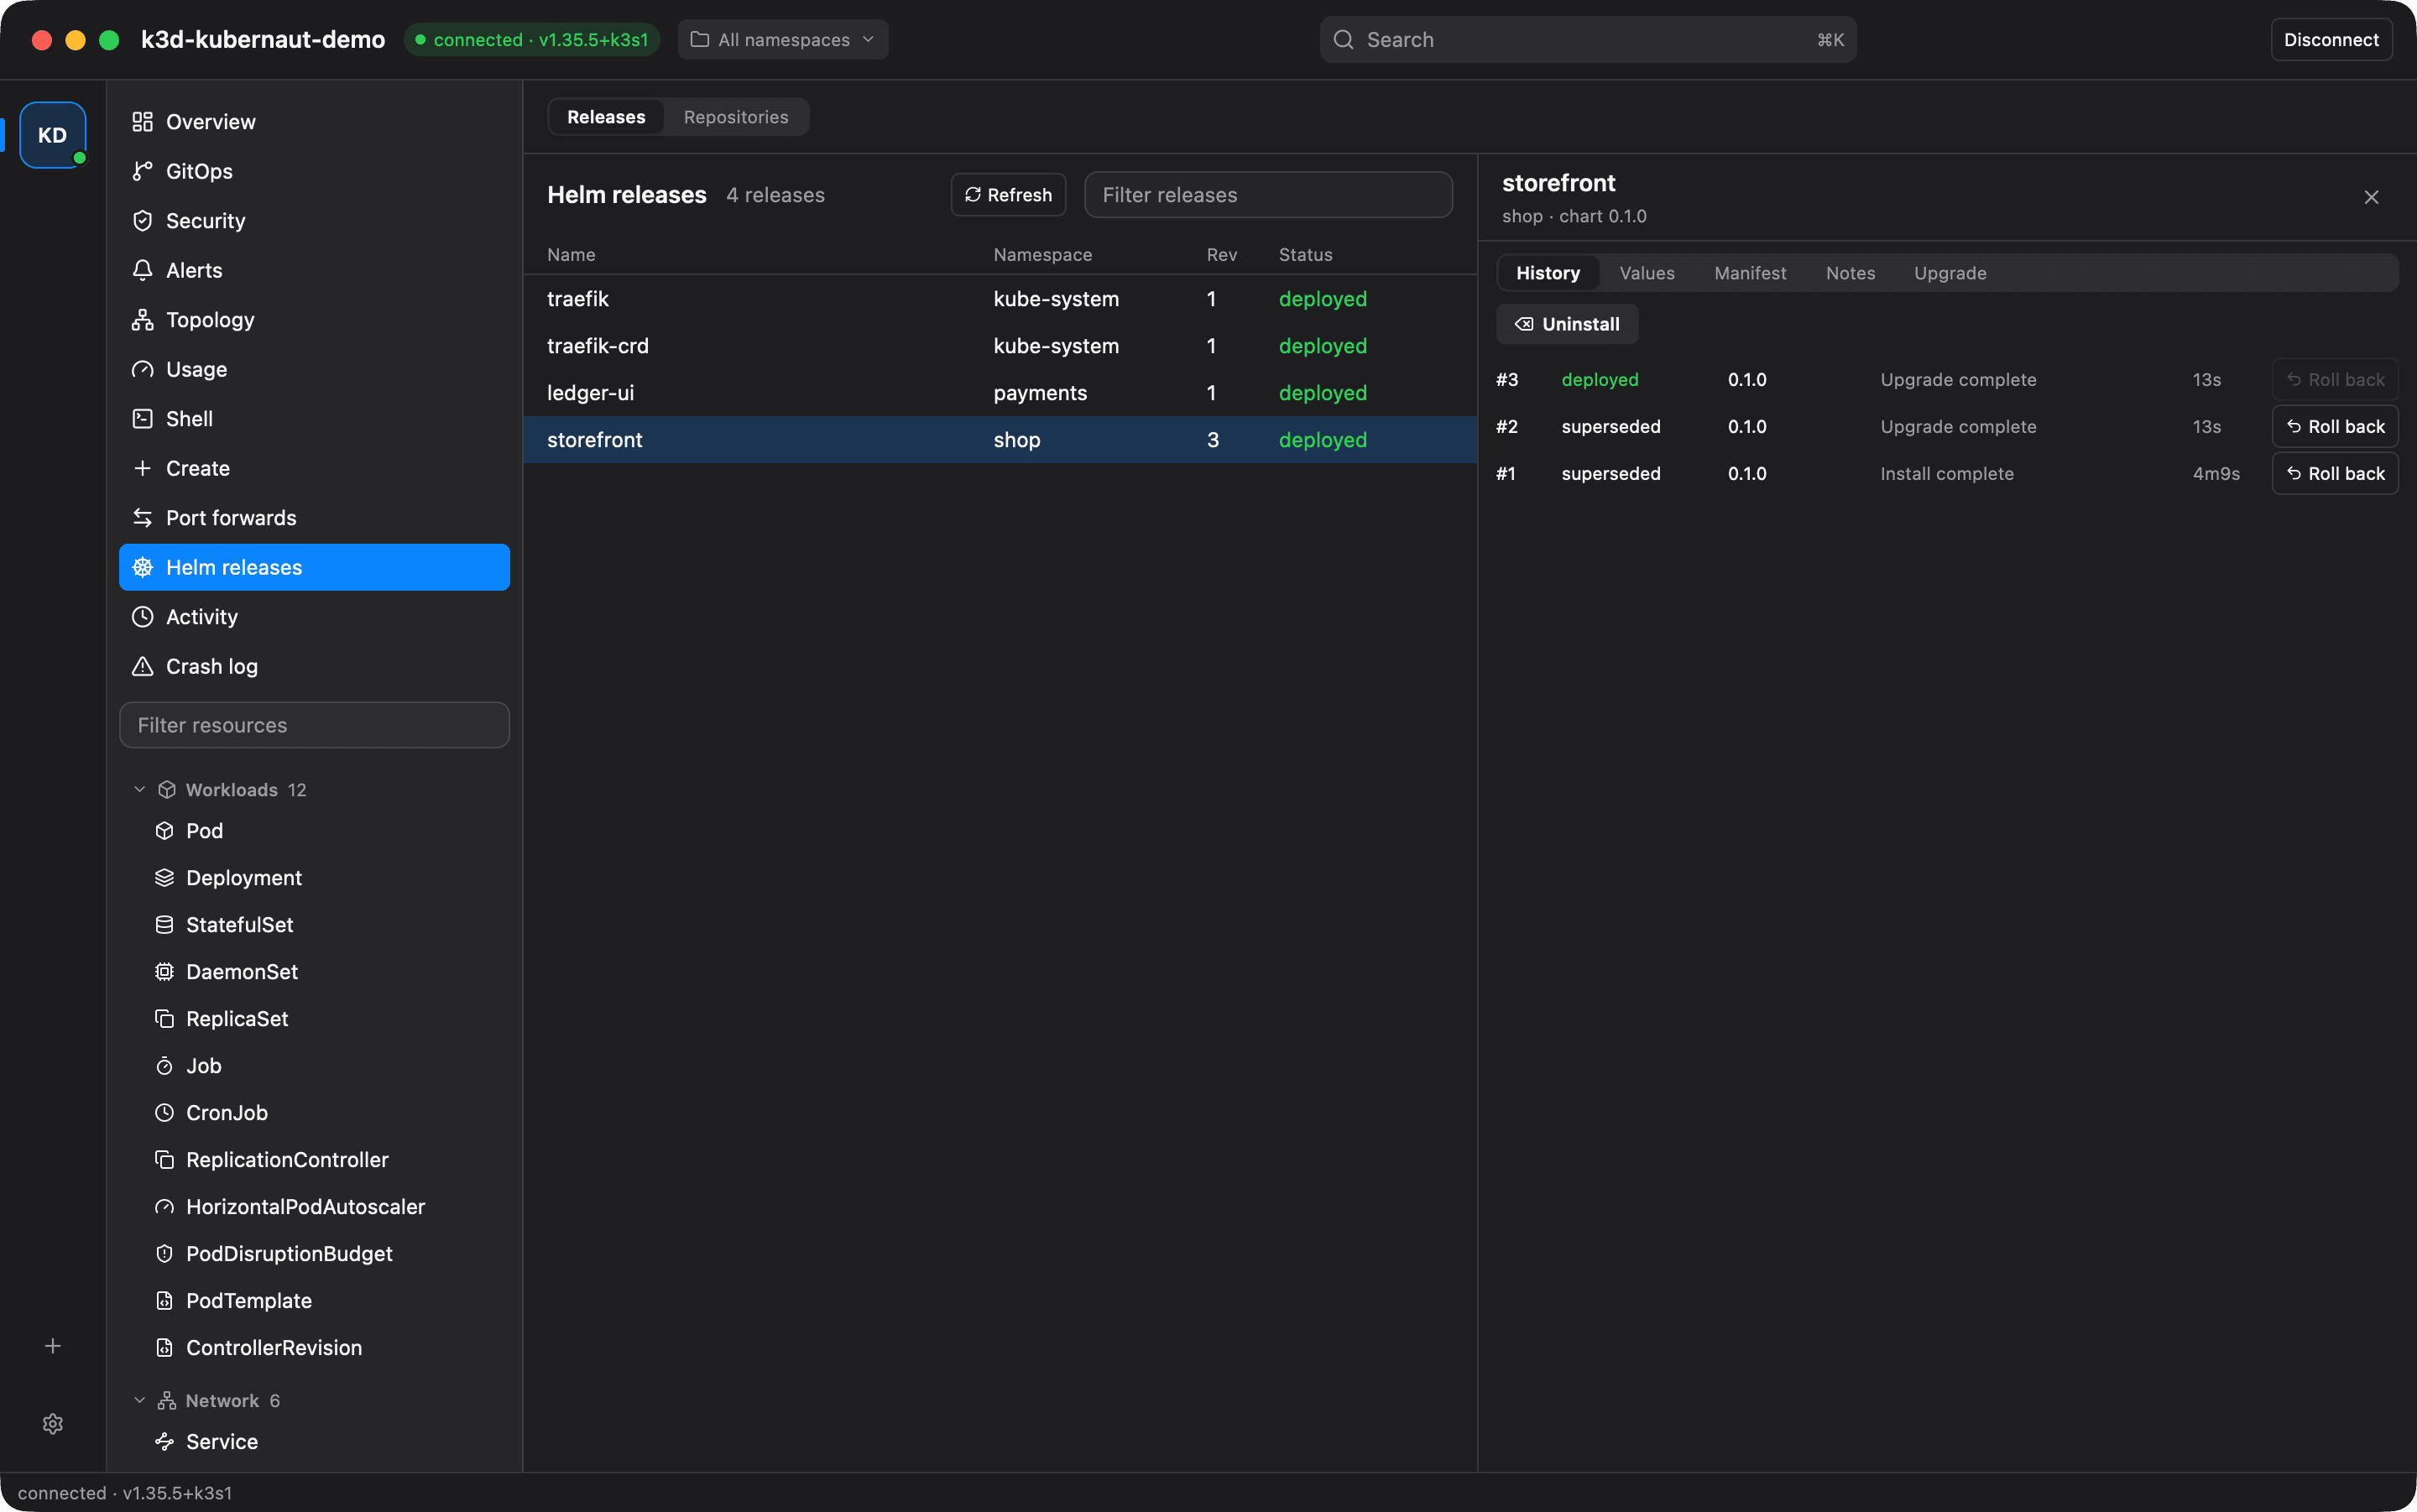 k3d-kubernaut-demo
connected · v1.35.5+k3s1
All namespaces
Search
⌘K
Disconnect
KD
Overview
GitOps
Security
Alerts
Topology
Usage
Shell
Create
Port forwards
Helm releases
Activity
Crash log
Filter resources
Workloads 12
Pod
Deployment
StatefulSet
DaemonSet
ReplicaSet
Job
CronJob
ReplicationController
HorizontalPodAutoscaler
PodDisruptionBudget
PodTemplate
ControllerRevision
Network 6
Service
Releases Repositories
Helm releases 4 releases
Refresh
Filter releases
Name Namespace Rev Status
traefik kube-system 1 deployed
traefik-crd kube-system 1 deployed
ledger-ui payments 1 deployed
storefront shop 3 deployed
storefront
shop · chart 0.1.0
History Values Manifest Notes Upgrade
Uninstall
#3 deployed 0.1.0 Upgrade complete 13s Roll back
#2 superseded 0.1.0 Upgrade complete 13s Roll back
#1 superseded 0.1.0 Install complete 4m9s Roll back
connected · v1.35.5+k3s1